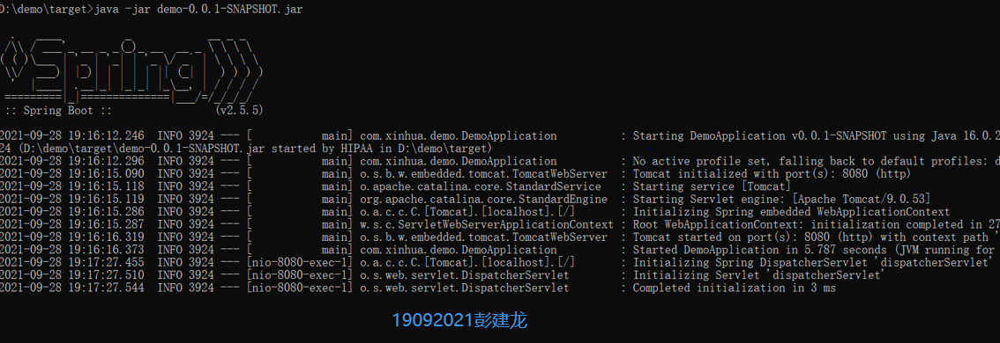 D:\demo\target>java -jar demo-0.0.1-SNAPSHOT.jar
:: Spring Boot :: (v2.5.5)
2021-09-28 19:16:12.246 INFO 3924 --- [ main] com.xinhua.demo.DemoApplication : Starting DemoApplication v0.0.1-SNAPSHOT using Java 16.0.2
24 (D:\demo\target\demo-0.0.1-SNAPSHOT.jar started by HIPAA in D:\demo\target)
2021-09-28 19:16:12.296 INFO 3924 --- [ main] com.xinhua.demo.DemoApplication : No active profile set, falling back to default profiles: d
2021-09-28 19:16:15.090 INFO 3924 --- [ main] o.s.b.w.embedded.tomcat.TomcatWebServer : Tomcat initialized with port(s): 8080 (http)
2021-09-28 19:16:15.118 INFO 3924 --- [ main] o.apache.catalina.core.StandardService : Starting service [Tomcat]
2021-09-28 19:16:15.119 INFO 3924 --- [ main] org.apache.catalina.core.StandardEngine : Starting Servlet engine: [Apache Tomcat/9.0.53]
2021-09-28 19:16:15.286 INFO 3924 --- [ main] o.a.c.c.C.[Tomcat].[localhost].[/] : Initializing Spring embedded WebApplicationContext
2021-09-28 19:16:15.287 INFO 3924 --- [ main] w.s.c.ServletWebServerApplicationContext : Root WebApplicationContext: initialization completed in 27
2021-09-28 19:16:16.319 INFO 3924 --- [ main] o.s.b.w.embedded.tomcat.TomcatWebServer : Tomcat started on port(s): 8080 (http) with context path '
2021-09-28 19:16:16.373 INFO 3924 --- [ main] com.xinhua.demo.DemoApplication : Started DemoApplication in 5.787 seconds (JVM running for
2021-09-28 19:17:27.455 INFO 3924 --- [nio-8080-exec-1] o.a.c.c.C.[Tomcat].[localhost].[/] : Initializing Spring DispatcherServlet 'dispatcherServlet'
2021-09-28 19:17:27.510 INFO 3924 --- [nio-8080-exec-1] o.s.web.servlet.DispatcherServlet : Initializing Servlet 'dispatcherServlet'
2021-09-28 19:17:27.544 INFO 3924 --- [nio-8080-exec-1] o.s.web.servlet.DispatcherServlet : Completed initialization in 3 ms
19092021彭建龙